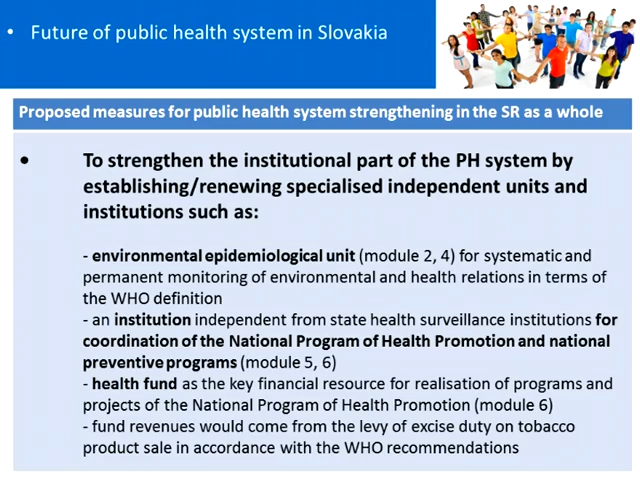 • Future of public health system in Slovakia
Proposed measures for public health system strengthening in the SR as a whole
• To strengthen the institutional part of the PH system by
establishing/renewing specialised independent units and
institutions such as:
- environmental epidemiological unit (module 2, 4) for systematic and
permanent monitoring of environmental and health relations in terms of
the WHO definition
- an institution independent from state health surveillance institutions for
coordination of the National Program of Health Promotion and national
preventive programs (module 5, 6)
- health fund as the key financial resource for realisation of programs and
projects of the National Program of Health Promotion (module 6)
- fund revenues would come from the levy of excise duty on tobacco
product sale in accordance with the WHO recommendations